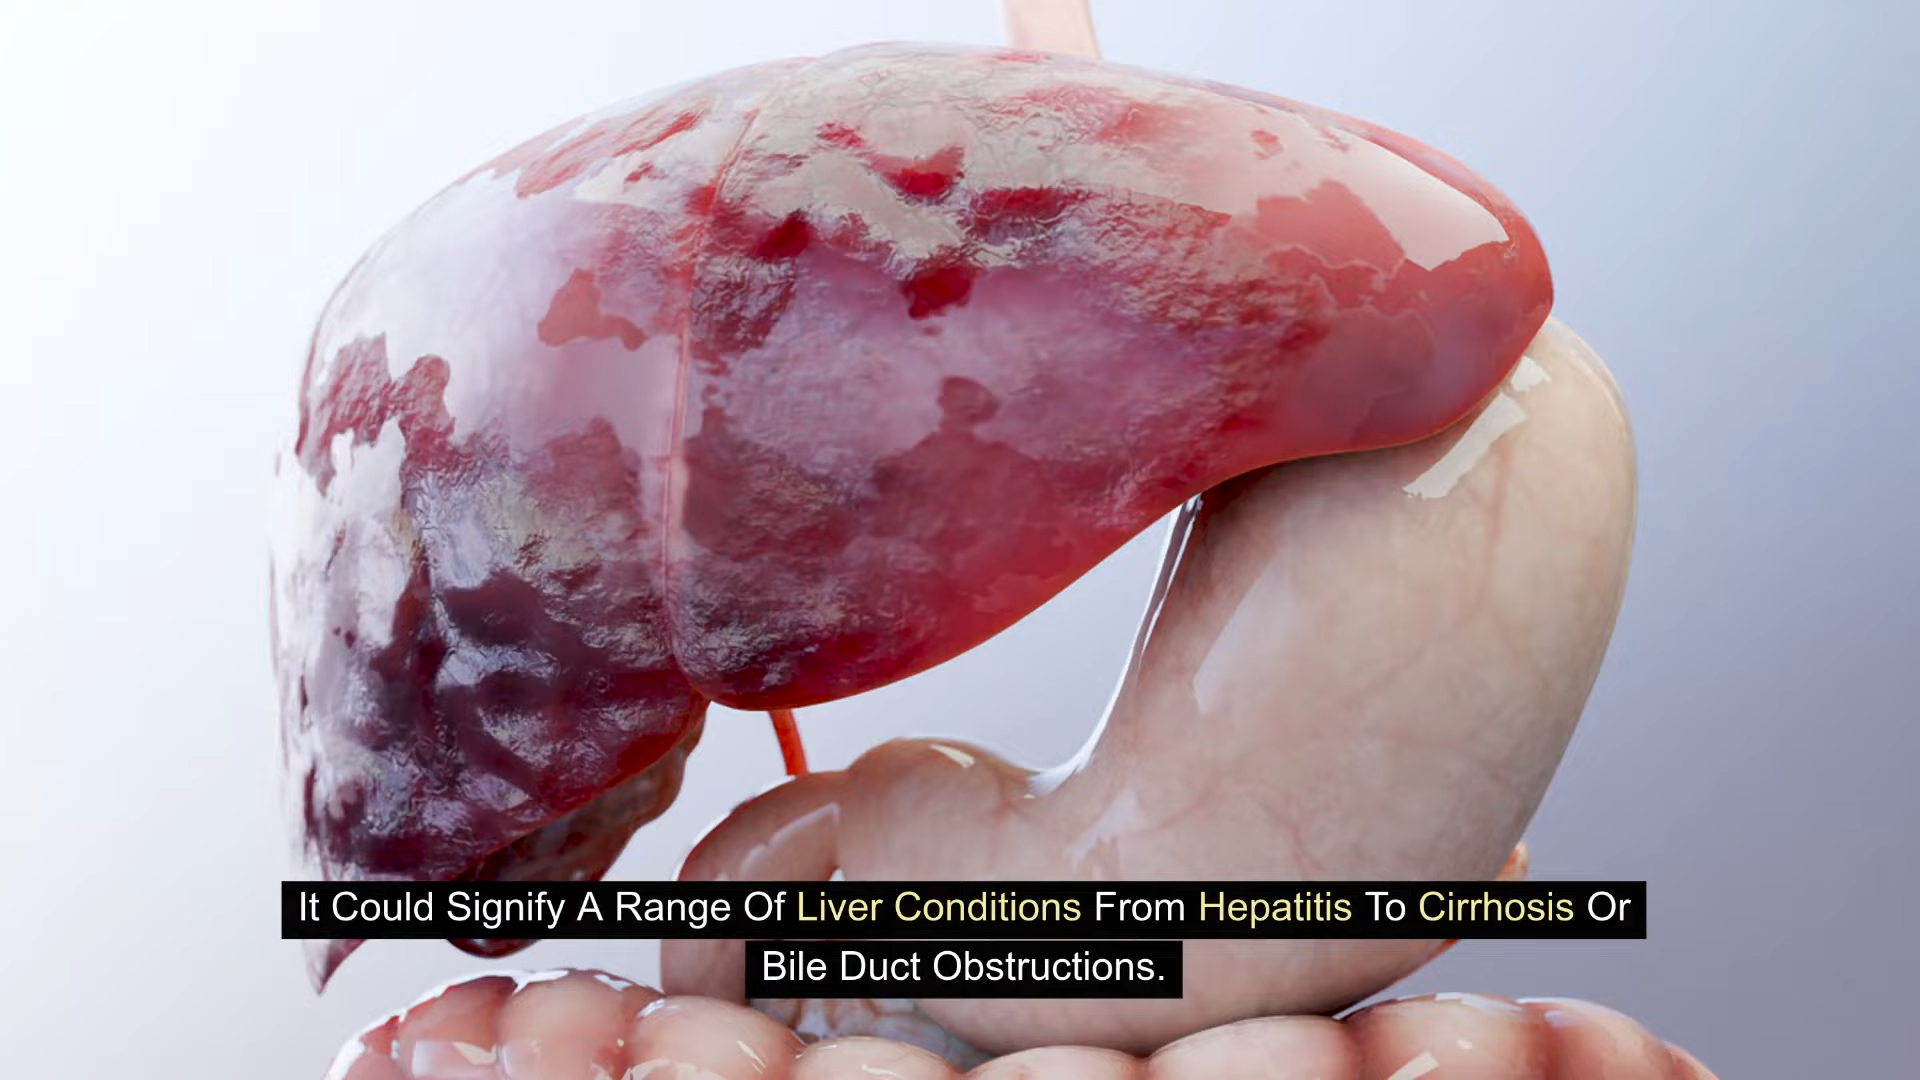 It Could Signify A Range Of Liver Conditions From Hepatitis To Cirrhosis Or
Bile Duct Obstructions.